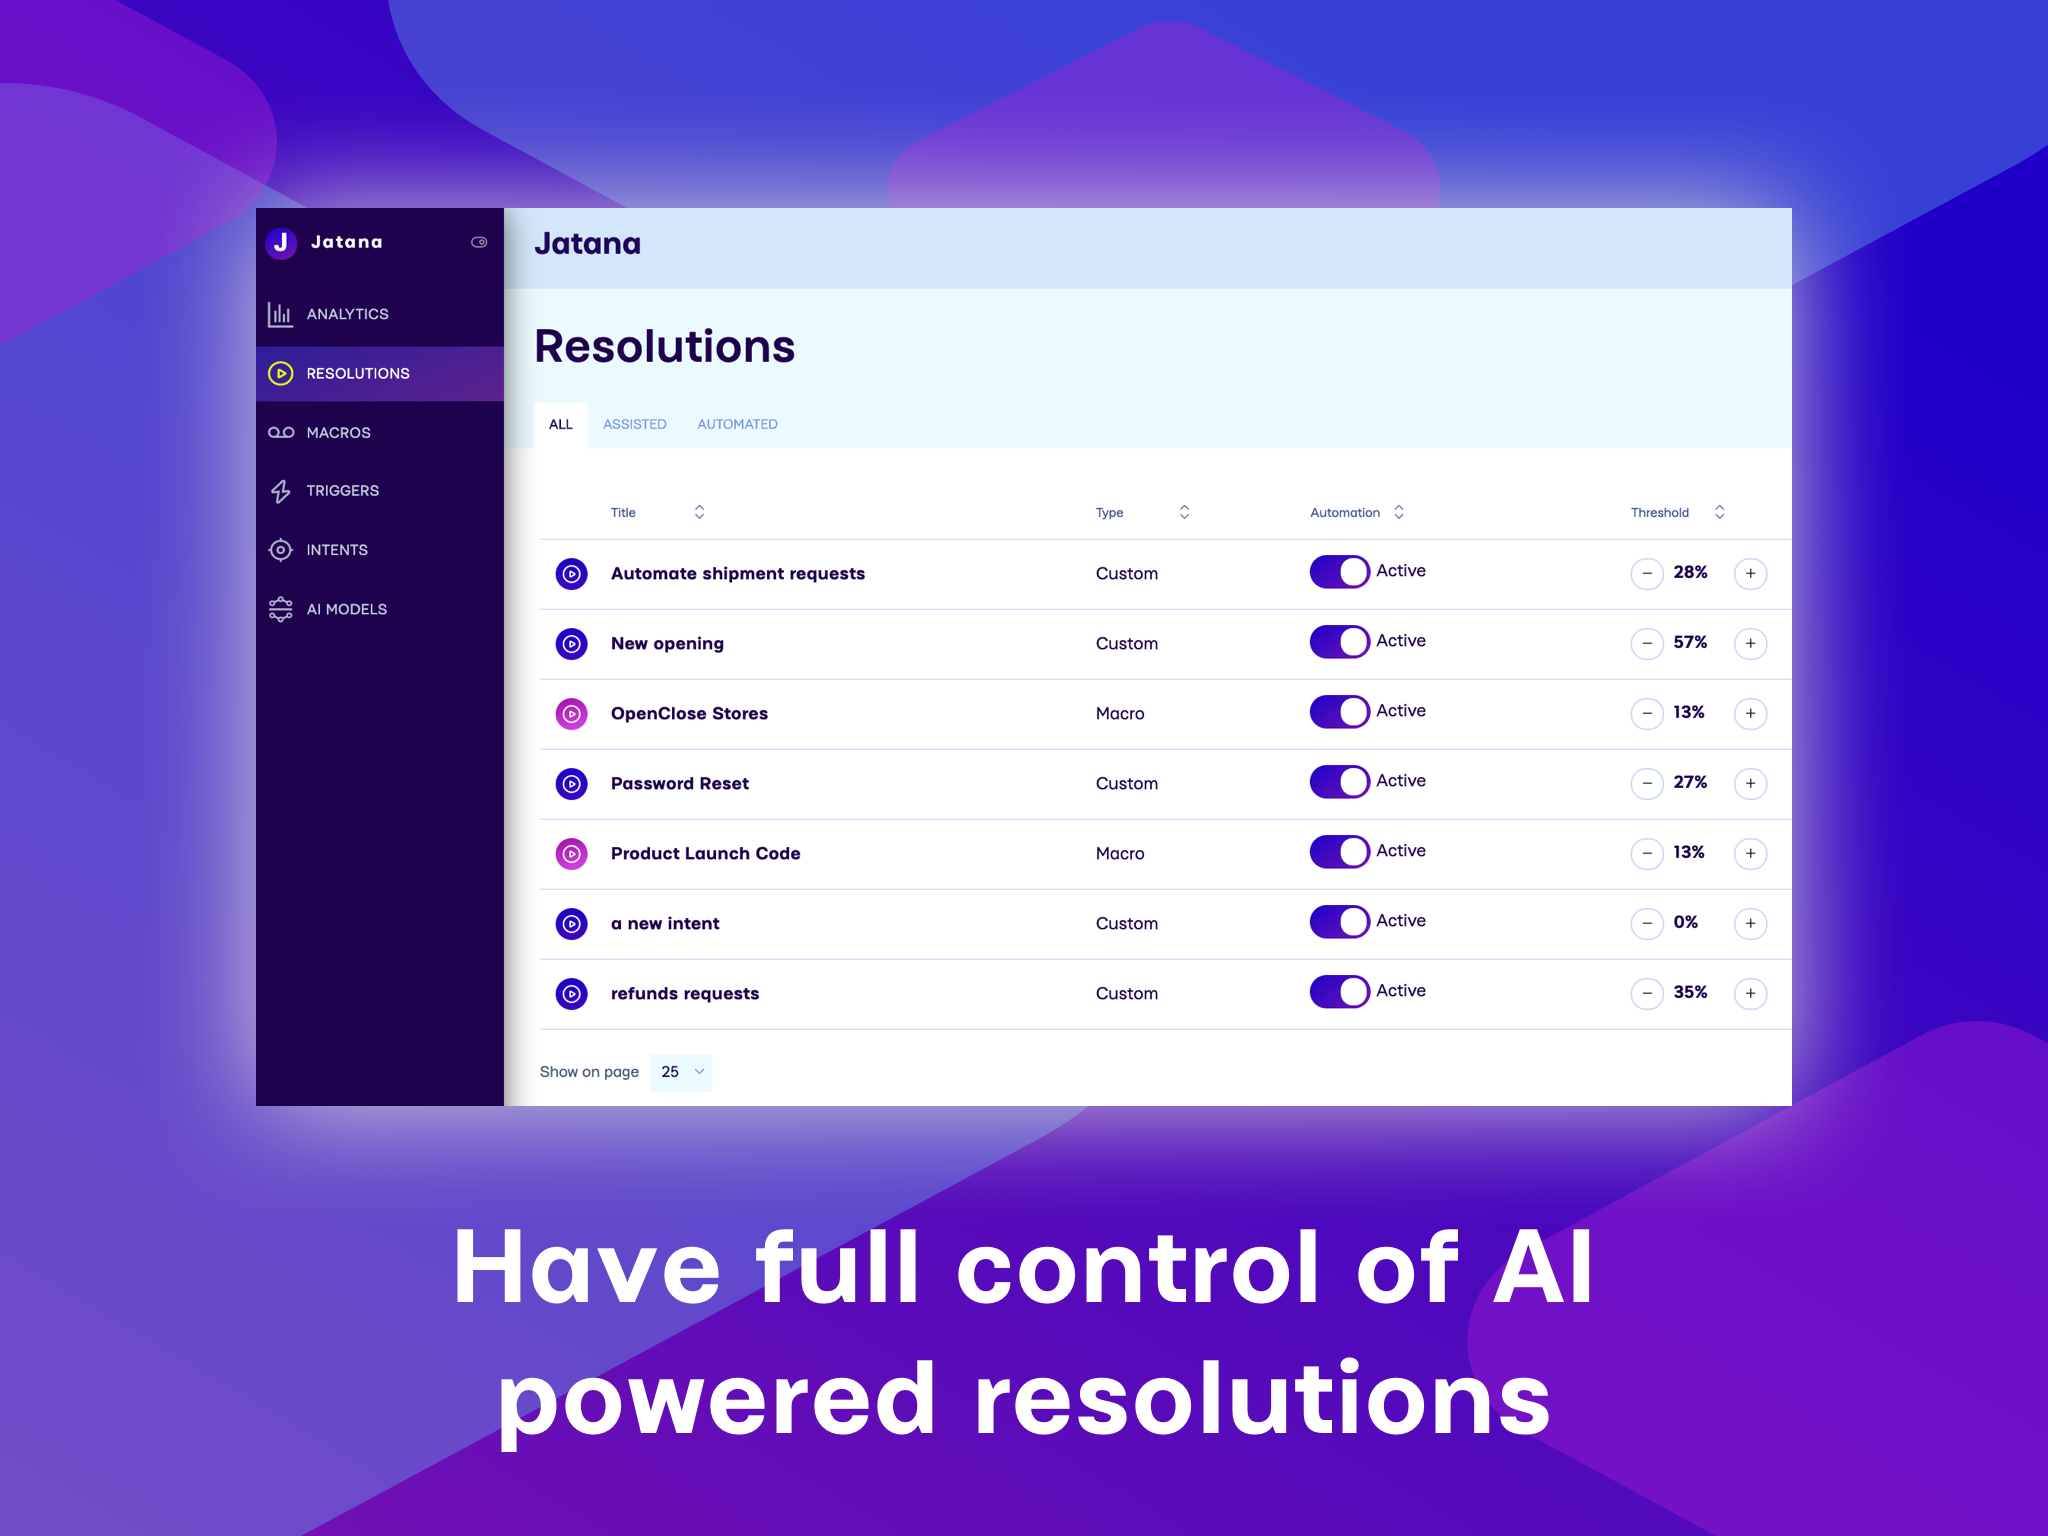 J Jatana
ANALYTICS
RESOLUTIONS
MACROS
TRIGGERS
INTENTS
AI MODELS
Jatana
Resolutions
ALL ASSISTED AUTOMATED
Title Type Automation Threshold
Automate shipment requests Custom Active − 28% +
New opening Custom Active − 57% +
OpenClose Stores Macro Active − 13% +
Password Reset Custom Active − 27% +
Product Launch Code Macro Active − 13% +
a new intent Custom Active − 0% +
refunds requests Custom Active − 35% +
Show on page 25
Have full control of AI
powered resolutions